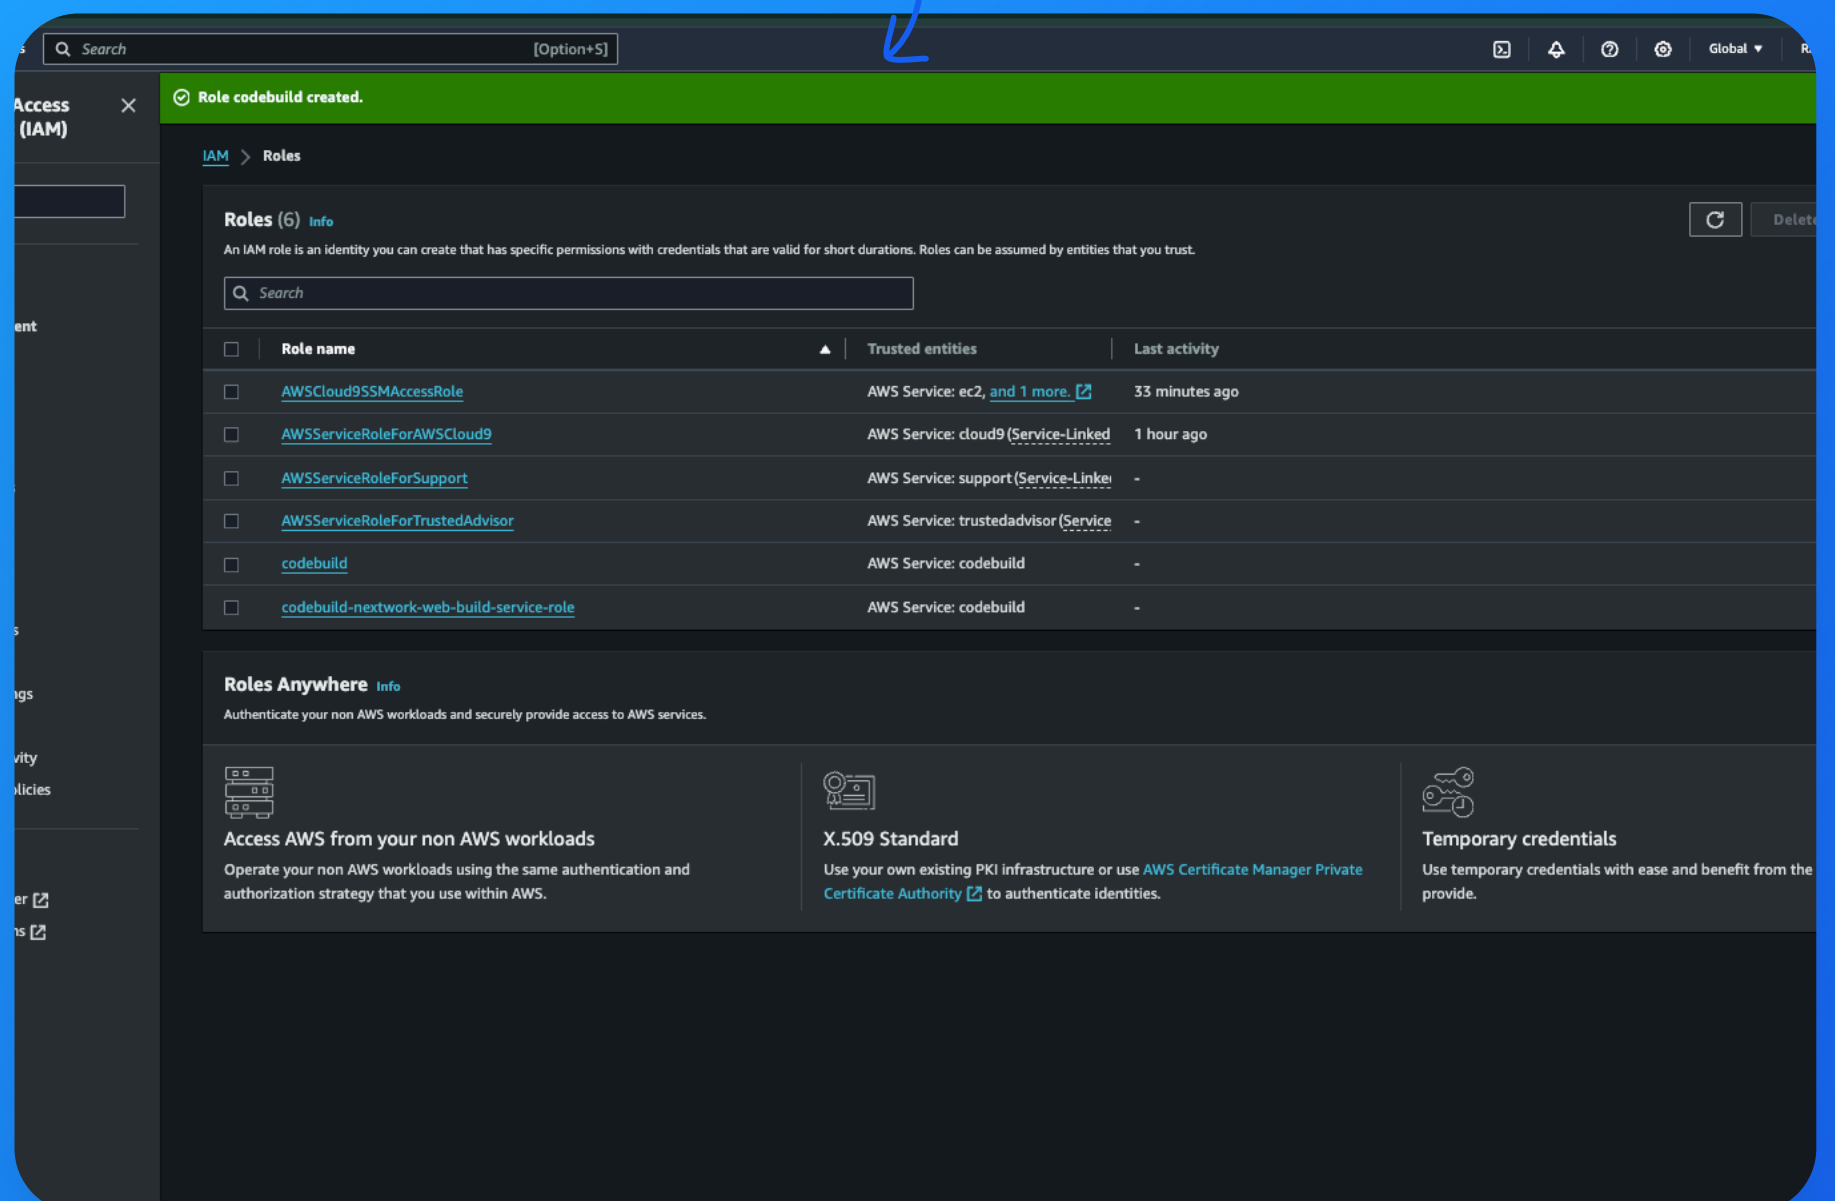 s
Search
[Option+S]
Global
Access
(IAM)
ent
s
ngs
vity
olicies
er
ns
Role codebuild created.
IAM
Roles
Roles (6) Info
An IAM role is an identity you can create that has specific permissions with credentials that are valid for short durations. Roles can be assumed by entities that you trust.
Delete
Search
Role name
Trusted entities
Last activity
AWSCloud9SSMAccessRole
AWS Service: ec2, and 1 more.
33 minutes ago
AWSServiceRoleForAWSCloud9
AWS Service: cloud9 (Service-Linked
1 hour ago
AWSServiceRoleForSupport
AWS Service: support (Service-Linked
-
AWSServiceRoleForTrustedAdvisor
AWS Service: trustedadvisor (Service
-
codebuild
AWS Service: codebuild
-
codebuild-nextwork-web-build-service-role
AWS Service: codebuild
-
Roles Anywhere Info
Authenticate your non AWS workloads and securely provide access to AWS services.
Access AWS from your non AWS workloads
Operate your non AWS workloads using the same authentication and
authorization strategy that you use within AWS.
X.509 Standard
Use your own existing PKI infrastructure or use AWS Certificate Manager Private
Certificate Authority to authenticate identities.
Temporary credentials
Use temporary credentials with ease and benefit from the
provide.